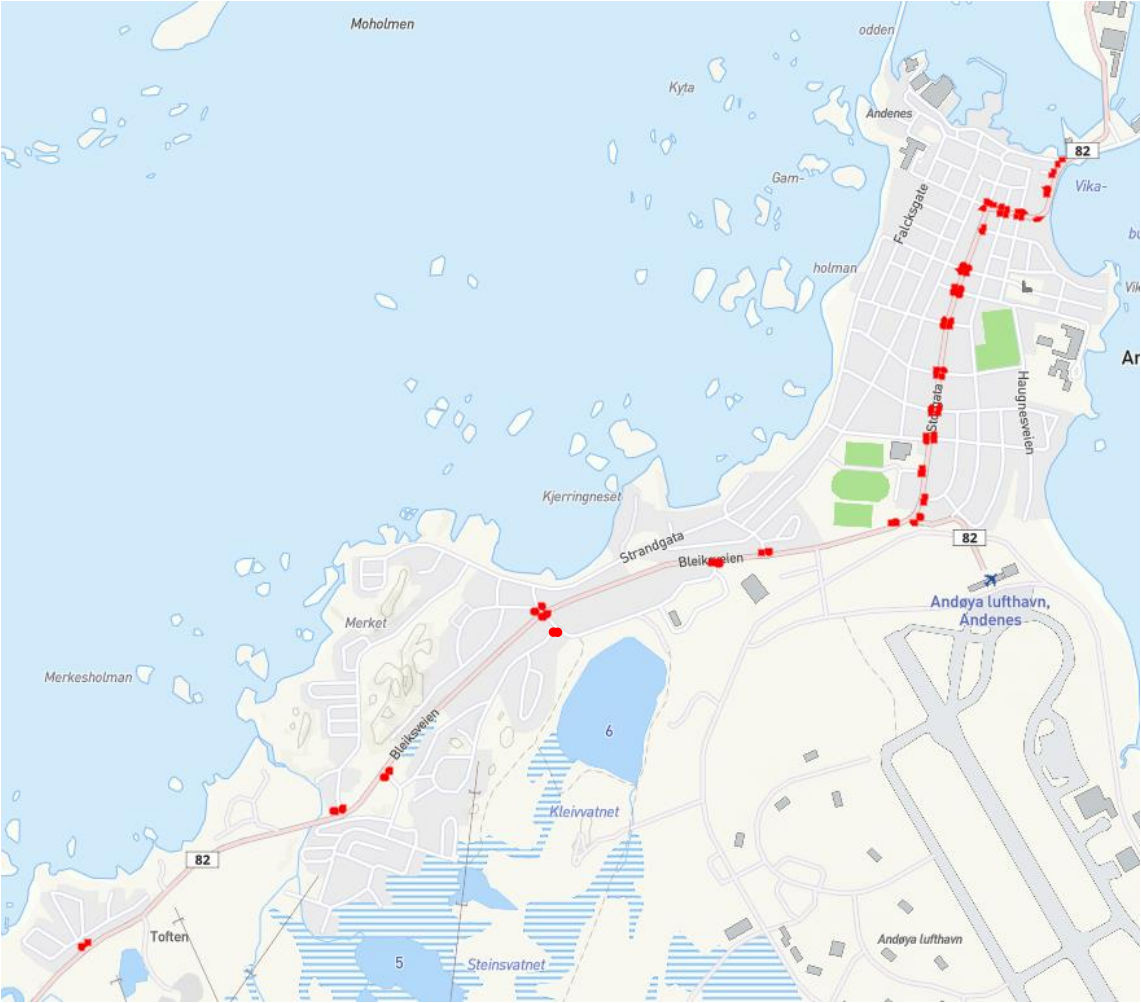 Moholmen
odden
Kyta
Andenes
82
Gam-
Vika-
Falcksgate
holman
Storgata
Haugnesveien
Kjerringneset
Strandgata
82
Bleiksveien
Andøya lufthavn,
Andenes
Merket
Merkesholman
6
Bleiksveien
Kleivvatnet
82
Toften
5
Steinsvatnet
Andøya lufthavn